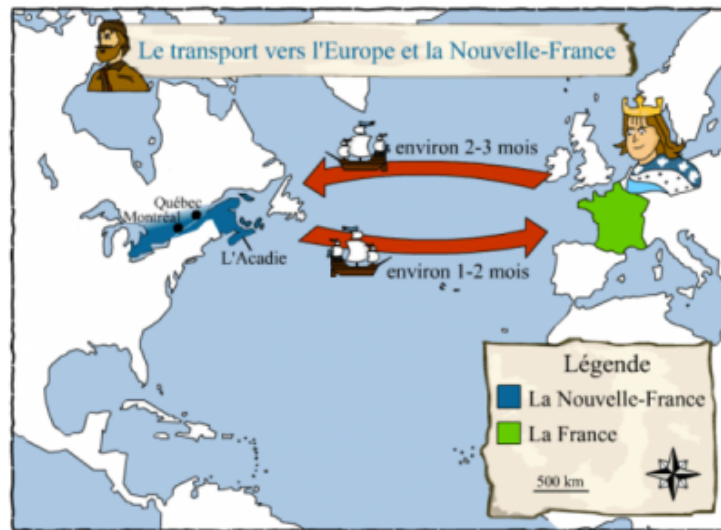 Le transport vers l'Europe et la Nouvelle-France
environ 2-3 mois
Québec
Montréal
L'Acadie
environ 1-2 mois
Légende
La Nouvelle-France
La France
500 km